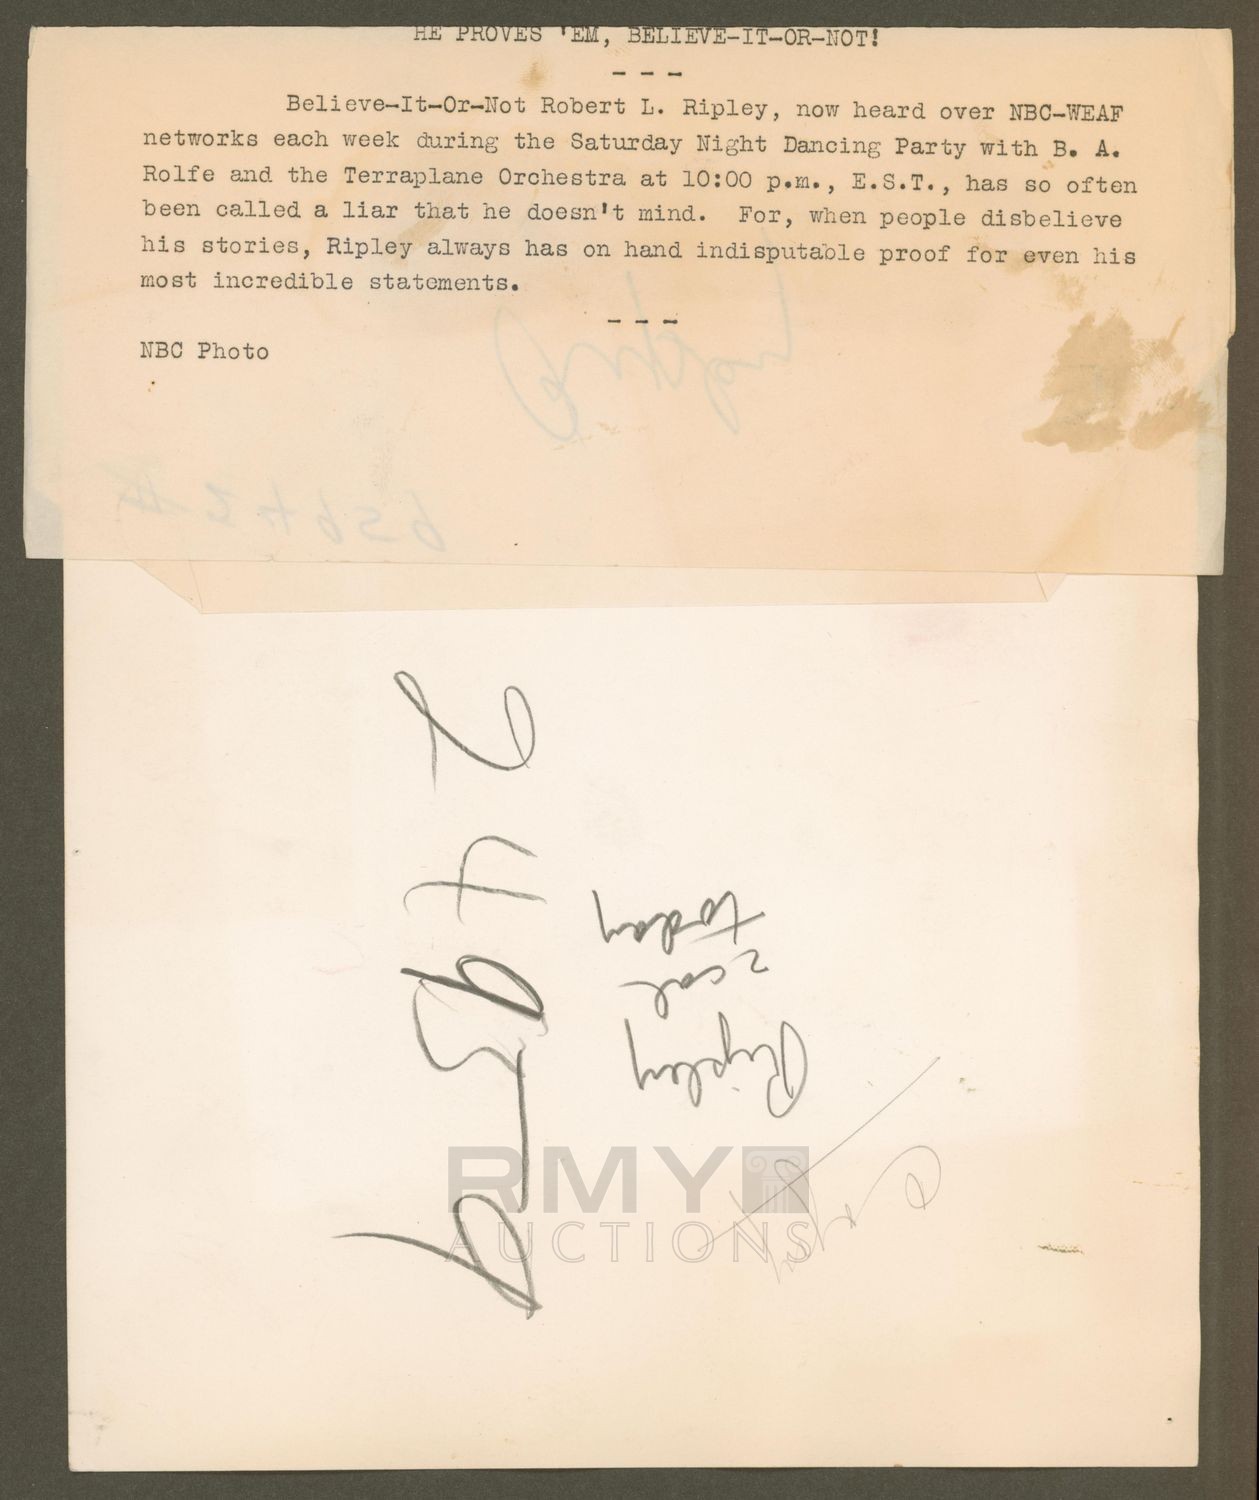 HE PROVES 'EM, BELIEVE-IT-OR-NOT!
- - -
Believe-It-Or-Not Robert L. Ripley, now heard over NBC-WEAF
networks each week during the Saturday Night Dancing Party with B. A.
Rolfe and the Terraplane Orchestra at 10:00 p.m., E.S.T., has so often
been called a liar that he doesn't mind.  For, when people disbelieve
his stories, Ripley always has on hand indisputable proof for even his
most incredible statements.
- - -
NBC Photo
Ripley
2 col
today
RMY
AUCTIONS